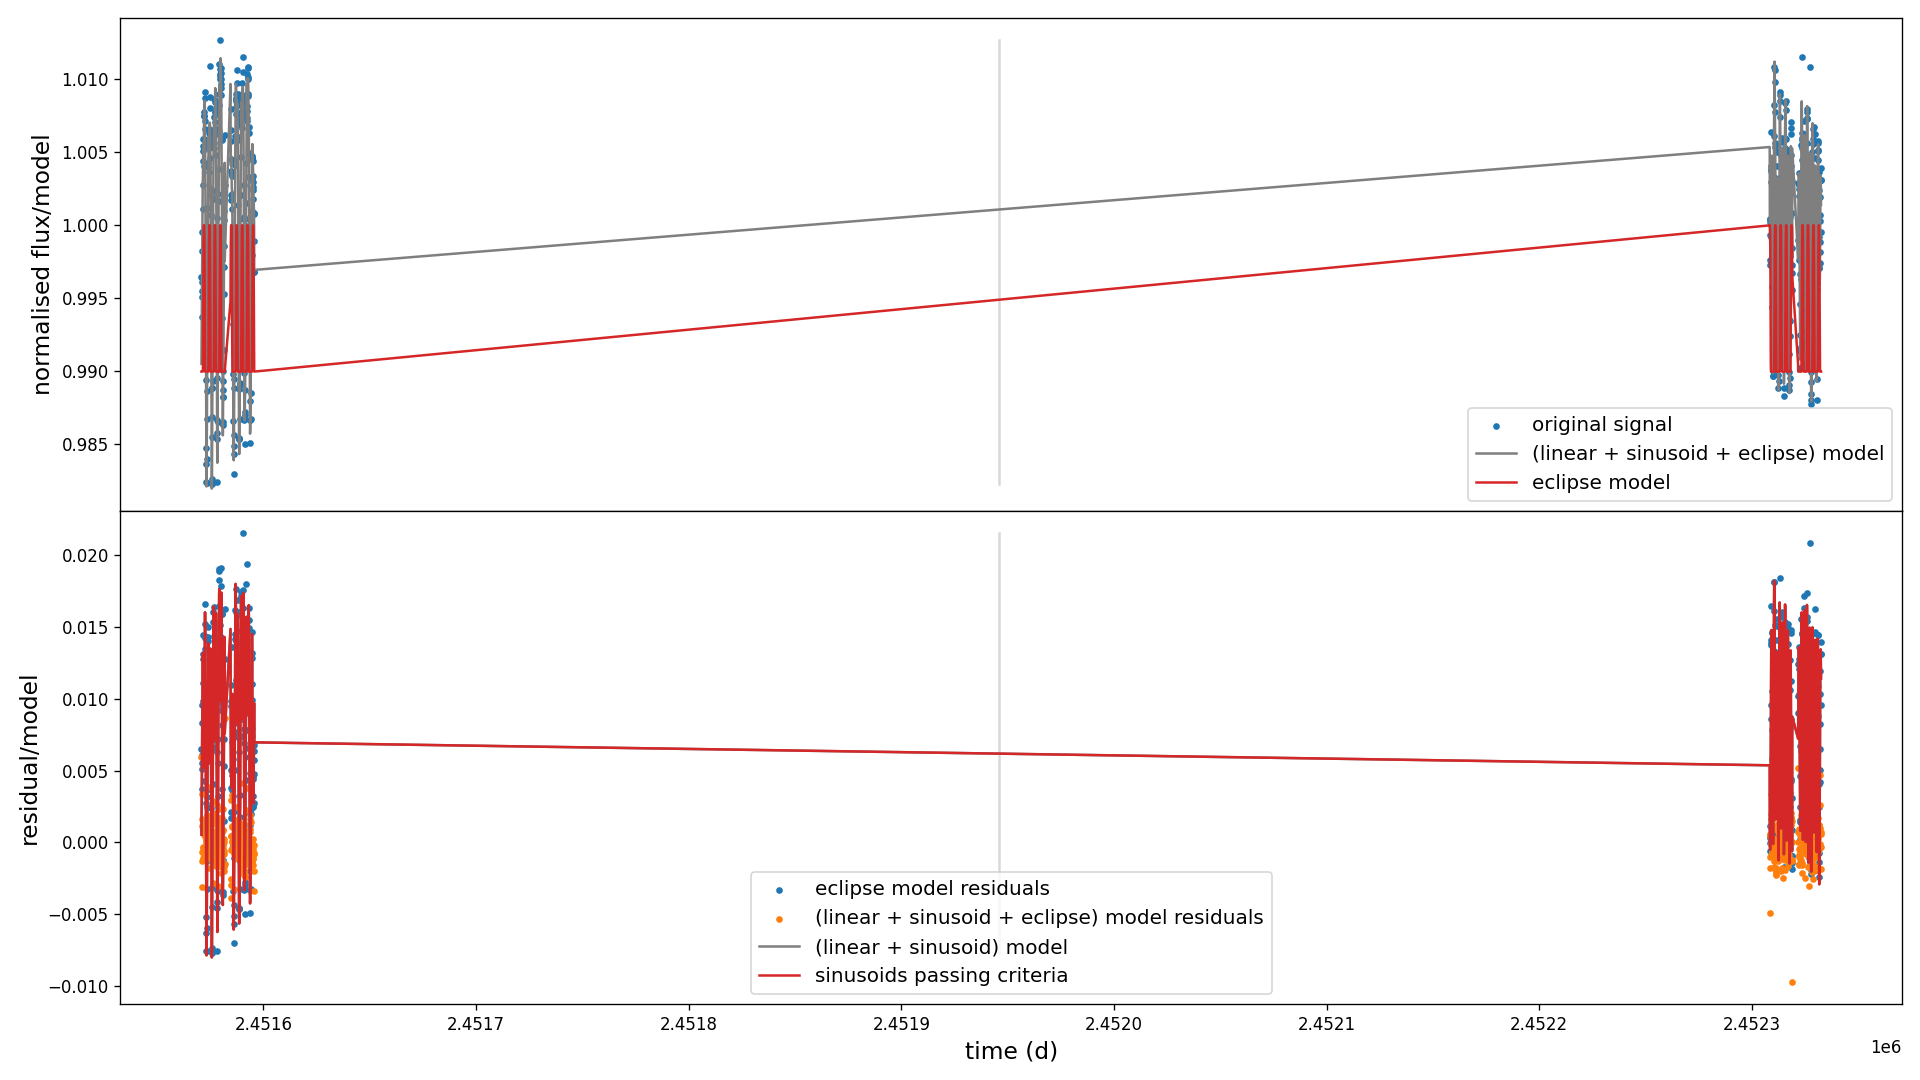 normalised flux/model
1.010
1.005
1.000
0.995
0.990
0.985
original signal
(linear + sinusoid + eclipse) model
eclipse model
residual/model
0.020
0.015
0.010
0.005
0.000
−0.005
−0.010
eclipse model residuals
(linear + sinusoid + eclipse) model residuals
(linear + sinusoid) model
sinusoids passing criteria
2.4516 2.4517 2.4518 2.4519 2.4520 2.4521 2.4522 2.4523
time (d)
1e6